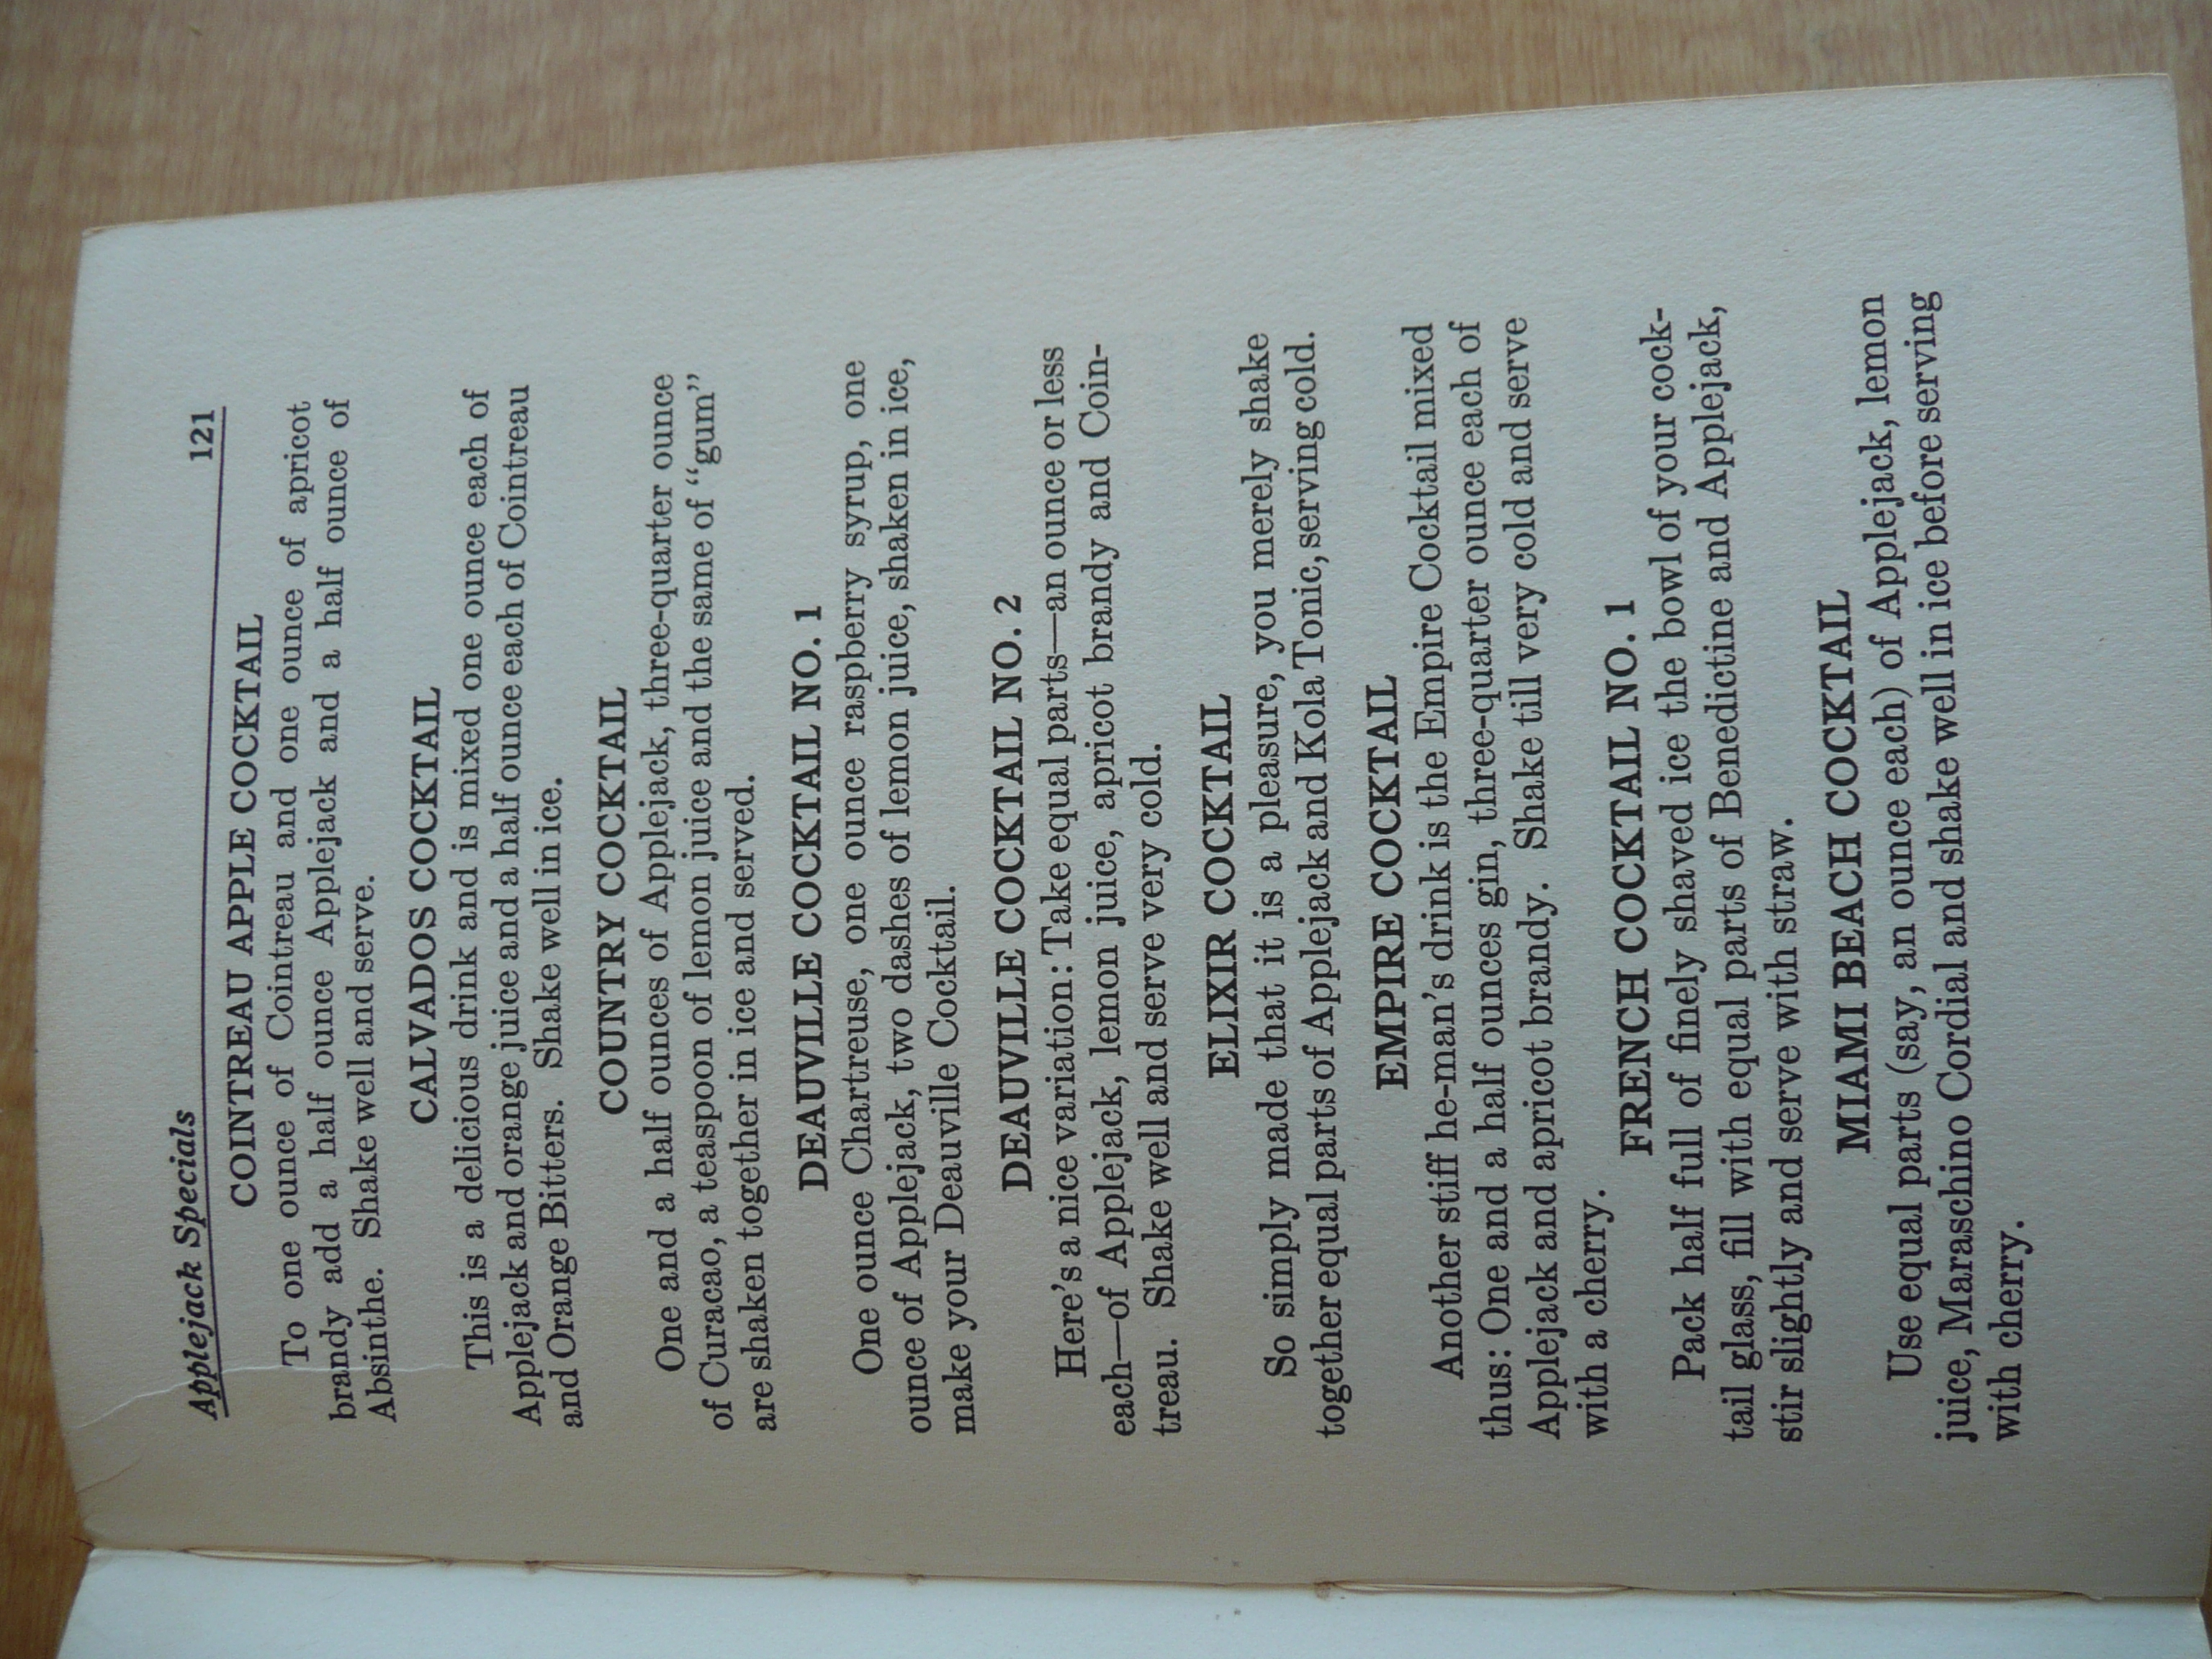 Applejack Specials 121
COINTREAU APPLE COCKTAIL
To one ounce of Cointreau and one ounce of apricot
brandy add a half ounce Applejack and a half ounce of
Absinthe. Shake well and serve.
CALVADOS COCKTAIL
This is a delicious drink and is mixed one ounce each of
Applejack and orange juice and a half ounce each of Cointreau
and Orange Bitters. Shake well in ice.
COUNTRY COCKTAIL
One and a half ounces of Applejack, three-quarter ounce
of Curacao, a teaspoon of lemon juice and the same of "gum"
are shaken together in ice and served.
DEAUVILLE COCKTAIL NO. 1
One ounce Chartreuse, one ounce raspberry syrup, one
ounce of Applejack, two dashes of lemon juice, shaken in ice,
make your Deauville Cocktail.
DEAUVILLE COCKTAIL NO. 2
Here's a nice variation: Take equal parts—an ounce or less
each—of Applejack, lemon juice, apricot brandy and Coin-
treau. Shake well and serve very cold.
ELIXIR COCKTAIL
So simply made that it is a pleasure, you merely shake
together equal parts of Applejack and Kola Tonic, serving cold.
EMPIRE COCKTAIL
Another stiff he-man's drink is the Empire Cocktail mixed
thus: One and a half ounces gin, three-quarter ounce each of
Applejack and apricot brandy. Shake till very cold and serve
with a cherry.
FRENCH COCKTAIL NO. 1
Pack half full of finely shaved ice the bowl of your cock-
tail glass, fill with equal parts of Benedictine and Applejack,
stir slightly and serve with straw.
MIAMI BEACH COCKTAIL
Use equal parts (say, an ounce each) of Applejack, lemon
juice, Maraschino Cordial and shake well in ice before serving
with cherry.